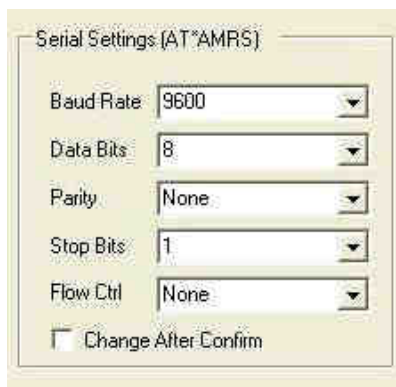 Serial Settings (AT*AMRS)
Baud Rate 9600
Data Bits 8
Parity None
Stop Bits 1
Flow Ctrl None
Change After Confirm